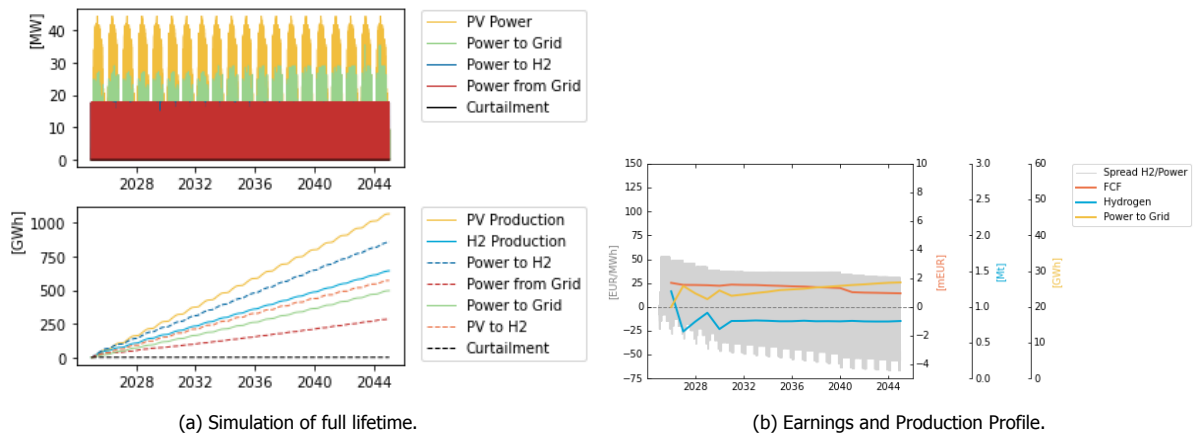 [MW]
40
30
20
10
0
2028 2032 2036 2040 2044
PV Power
Power to Grid
Power to H2
Power from Grid
Curtailment
[GWh]
1000
750
500
250
0
2028 2032 2036 2040 2044
PV Production
H2 Production
Power to H2
Power from Grid
Power to Grid
PV to H2
Curtailment
(a) Simulation of full lifetime.
[EUR/MWh]
150
125
100
75
50
25
0
−25
−50
−75
2028 2032 2036 2040 2044
[mEUR]
10
8
6
4
2
0
−2
−4
[Mt]
3.0
2.5
2.0
1.5
1.0
0.5
0.0
[GWh]
60
50
40
30
20
10
0
Spread H2/Power
FCF
Hydrogen
Power to Grid
(b) Earnings and Production Profile.